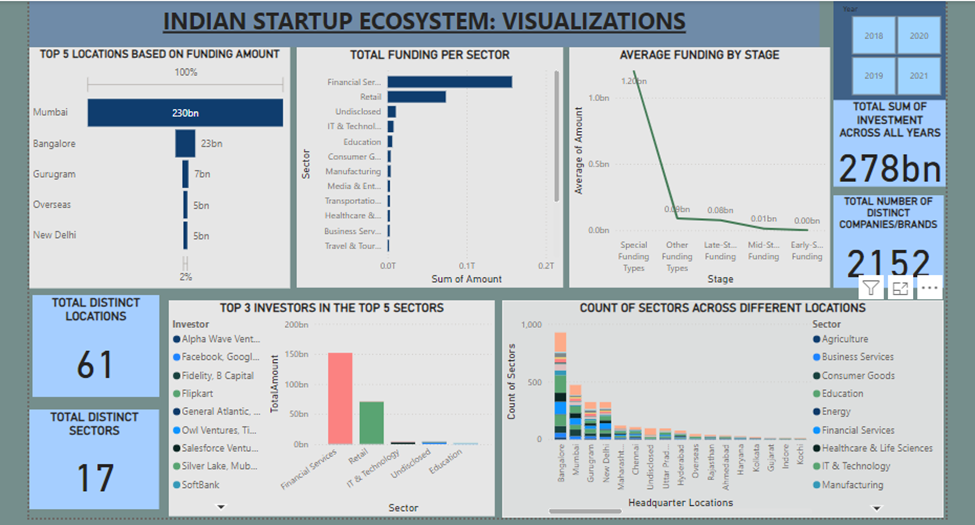 INDIAN STARTUP ECOSYSTEM: VISUALIZATIONS
Year
2018
2020
2019
2021
TOP 5 LOCATIONS BASED ON FUNDING AMOUNT
100%
Mumbai
230bn
Bangalore
23bn
Gurugram
7bn
Overseas
5bn
New Delhi
5bn
2%
TOTAL FUNDING PER SECTOR
Sector
Financial Ser...
Retail
Undisclosed
IT & Technol...
Education
Consumer G...
Manufacturing
Media & Ent...
Transportatio...
Healthcare &...
Business Serv...
Travel & Tour...
0.0T
0.1T
0.2T
Sum of Amount
AVERAGE FUNDING BY STAGE
Average of Amount
1.0bn
0.5bn
0.0bn
1.20bn
0.09bn
0.08bn
0.01bn
0.00bn
Special
Funding
Types
Other
Funding
Types
Late-St...
Funding
Mid-St...
Funding
Early-S...
Funding
Stage
TOTAL SUM OF
INVESTMENT
ACROSS ALL YEARS
278bn
TOTAL NUMBER OF
DISTINCT
COMPANIES/BRANDS
2152
TOTAL DISTINCT
LOCATIONS
61
TOTAL DISTINCT
SECTORS
17
TOP 3 INVESTORS IN THE TOP 5 SECTORS
Investor
Alpha Wave Vent...
Facebook, Googl...
Fidelity, B Capital
Flipkart
General Atlantic, ...
Owl Ventures, Ti...
Salesforce Ventu...
Silver Lake, Mub...
SoftBank
TotalAmount
200bn
150bn
100bn
50bn
0bn
Financial Services
Retail
IT & Technology
Undisclosed
Education
Sector
COUNT OF SECTORS ACROSS DIFFERENT LOCATIONS
Count of Sectors
1,000
500
0
Bangalore
Mumbai
Gurugram
New Delhi
Maharasht...
Chennai
Undisclosed
Uttar Prad...
Hyderabad
Overseas
Rajasthan
Ahmedabad
Haryana
Kolkata
Gujarat
Indore
Kochi
Headquarter Locations
Sector
Agriculture
Business Services
Consumer Goods
Education
Energy
Financial Services
Healthcare & Life Sciences
IT & Technology
Manufacturing